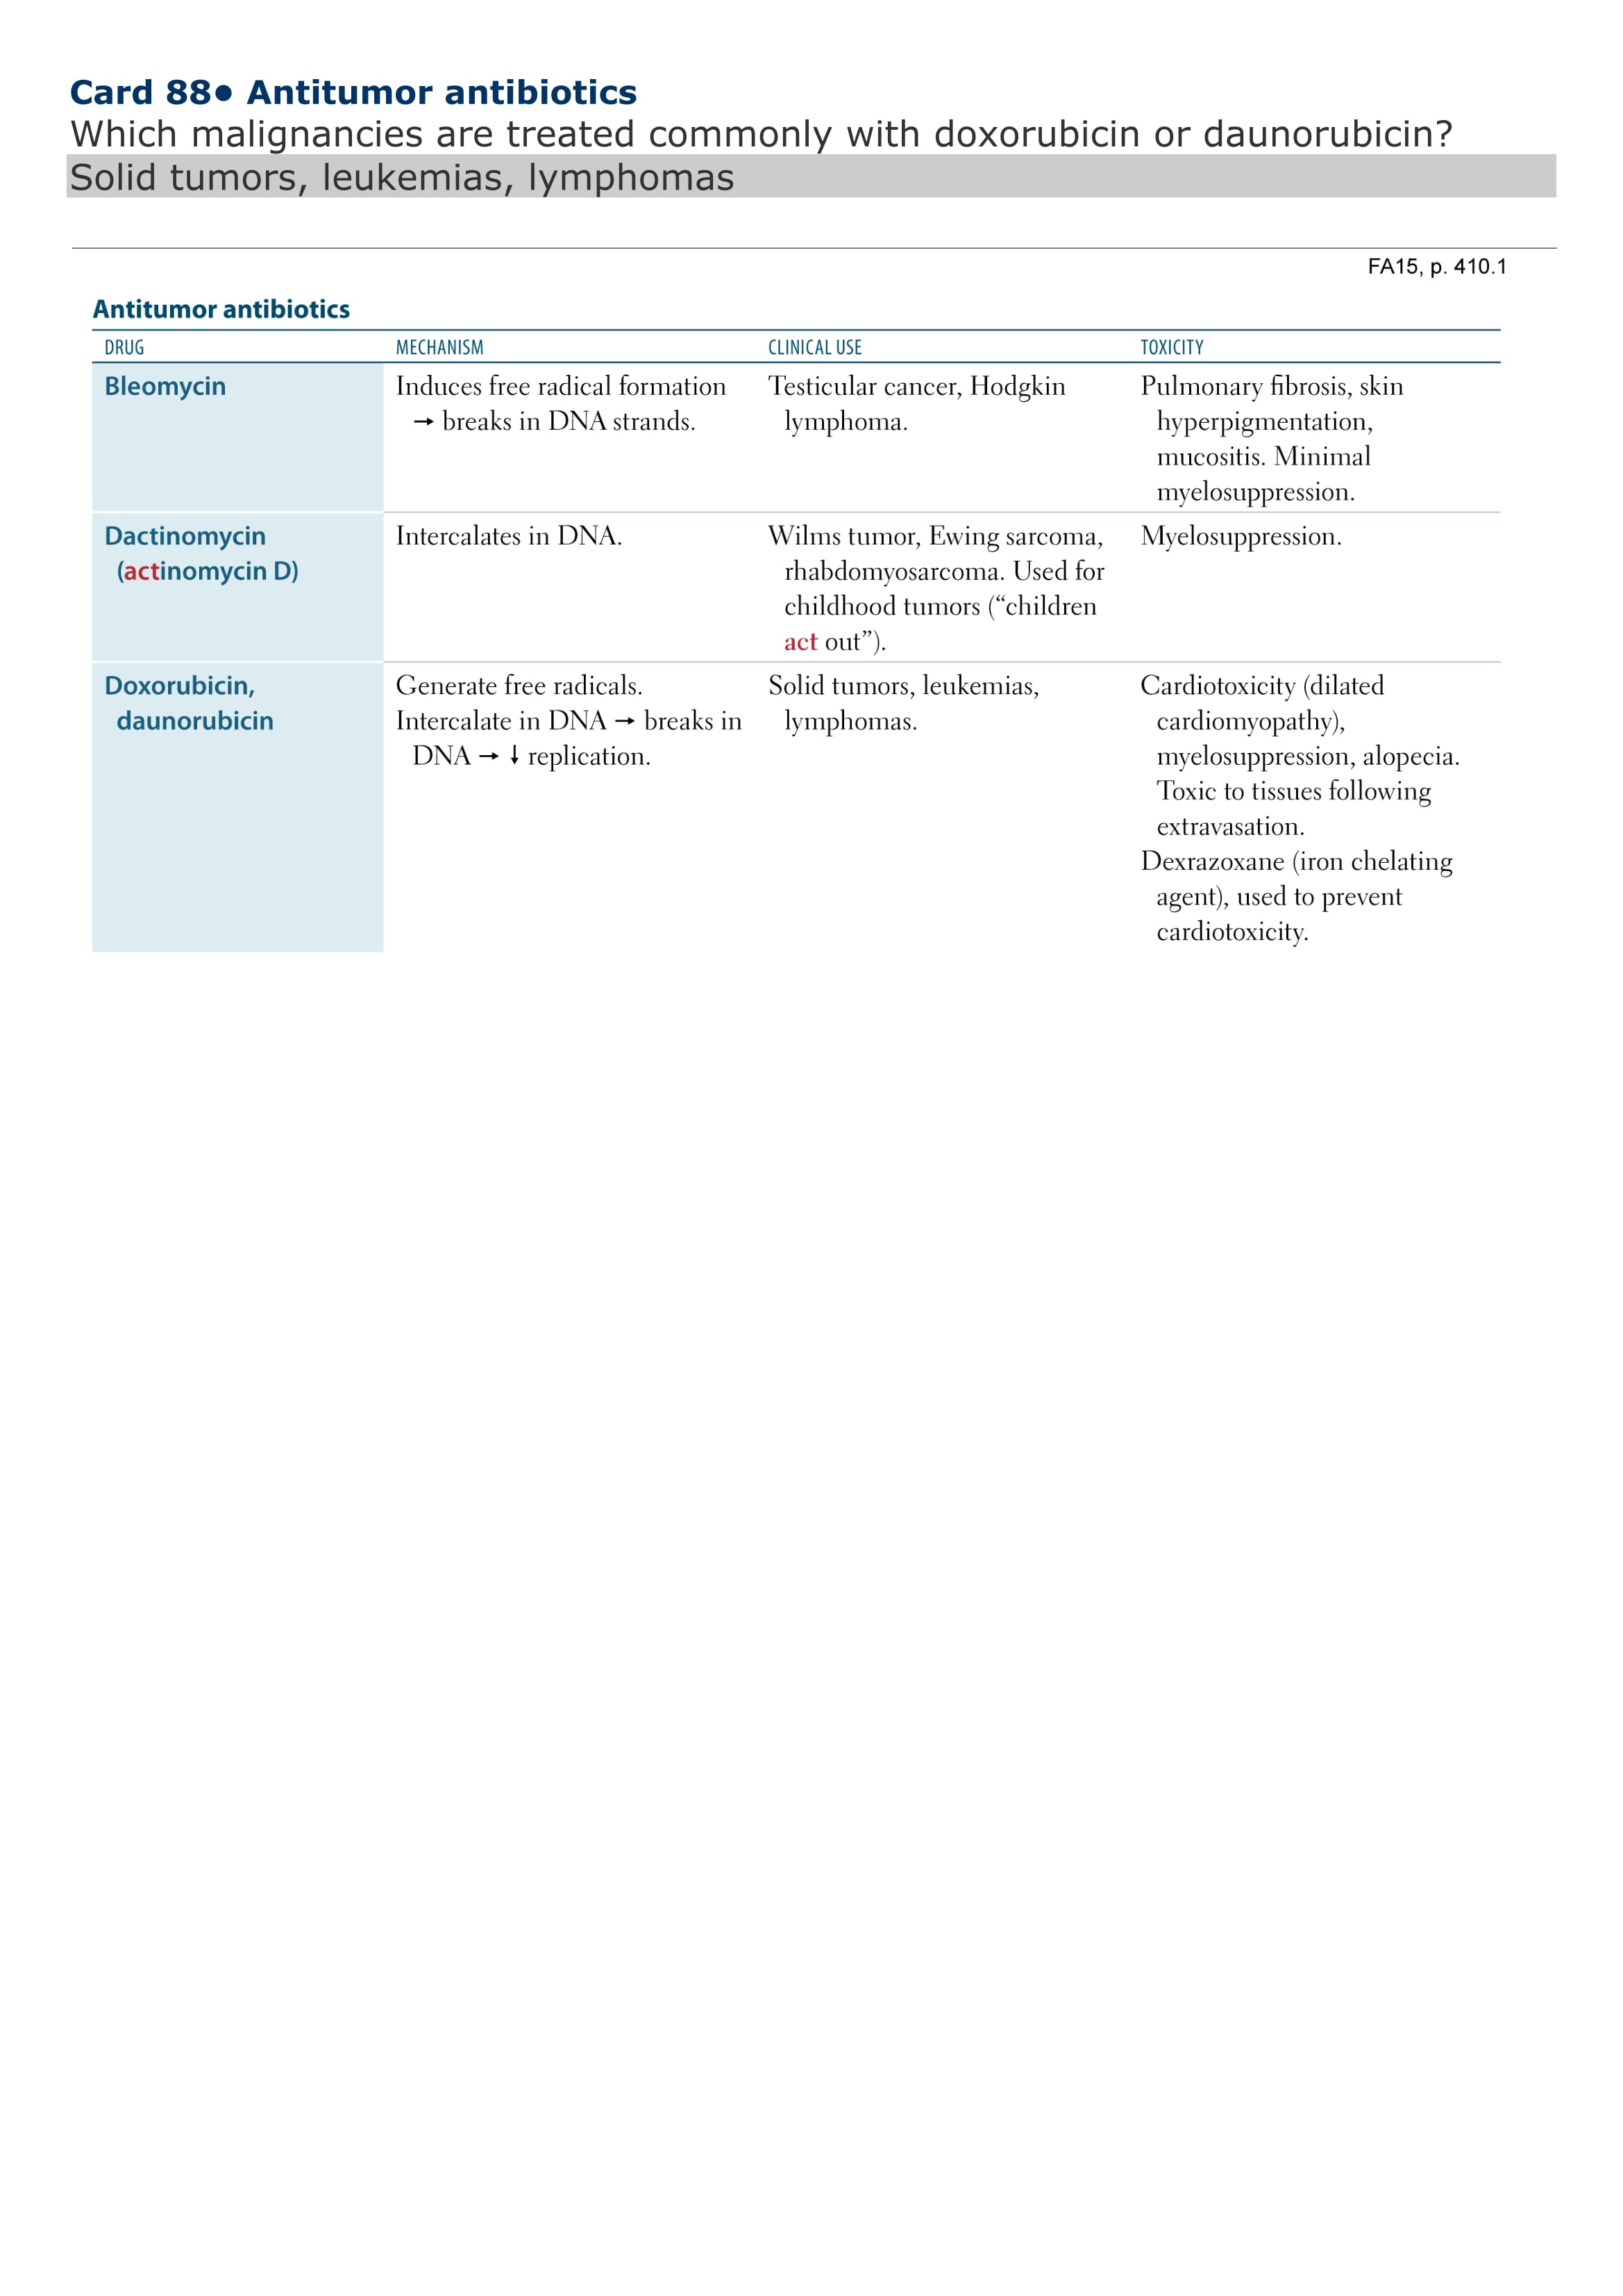 Card 88● Antitumor antibiotics
Which malignancies are treated commonly with doxorubicin or daunorubicin?
Solid tumors, leukemias, lymphomas
FA15, p. 410.1
Antitumor antibiotics
DRUG MECHANISM CLINICAL USE TOXICITY
Bleomycin
Induces free radical formation
→ breaks in DNA strands.
Testicular cancer, Hodgkin
lymphoma.
Pulmonary fibrosis, skin
hyperpigmentation,
mucositis. Minimal
myelosuppression.
Dactinomycin
(actinomycin D)
Intercalates in DNA.
Wilms tumor, Ewing sarcoma,
rhabdomyosarcoma. Used for
childhood tumors (“children
act out”).
Myelosuppression.
Doxorubicin,
daunorubicin
Generate free radicals.
Intercalate in DNA → breaks in
DNA → ↓ replication.
Solid tumors, leukemias,
lymphomas.
Cardiotoxicity (dilated
cardiomyopathy),
myelosuppression, alopecia.
Toxic to tissues following
extravasation.
Dexrazoxane (iron chelating
agent), used to prevent
cardiotoxicity.